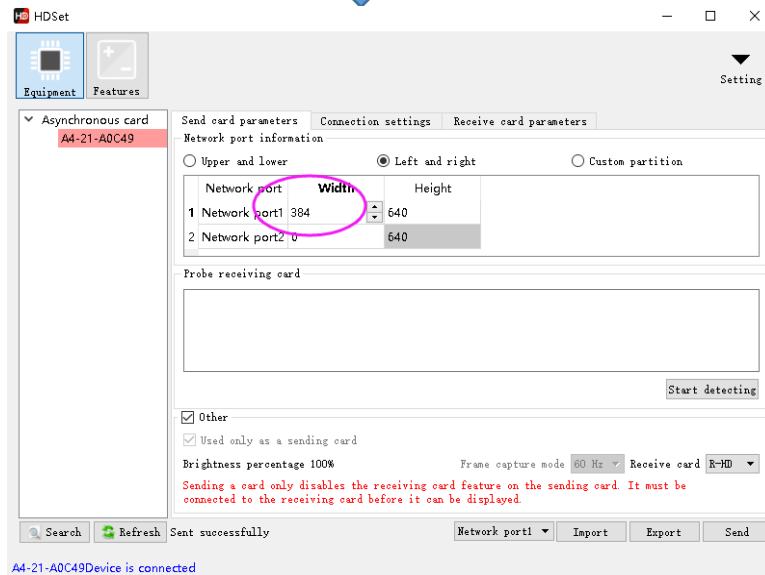 HD HDSet
Equipment Features Setting
Asynchronous card
A4-21-A0C49
Send card parameters Connection settings Receive card parameters
Network port information
Upper and lower Left and right Custom partition
Network port Width Height
1 Network port1 384 640
2 Network port2 0 640
Probe receiving card
Start detecting
Other
Used only as a sending card
Brightness percentage 100% Frame capture mode 60 Hz Receive card R-HD
Sending a card only disables the receiving card feature on the sending card. It must be
connected to the receiving card before it can be displayed.
Search Refresh Sent successfully Network port1 Import Export Send
A4-21-A0C49Device is connected